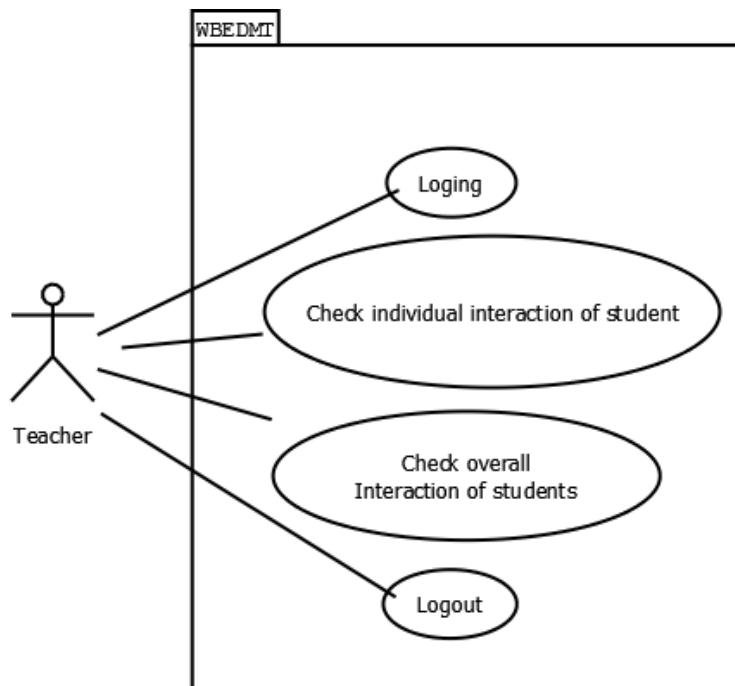 WBEDMT
Loging
Check individual interaction of student
Teacher
Check overall
Interaction of students
Logout